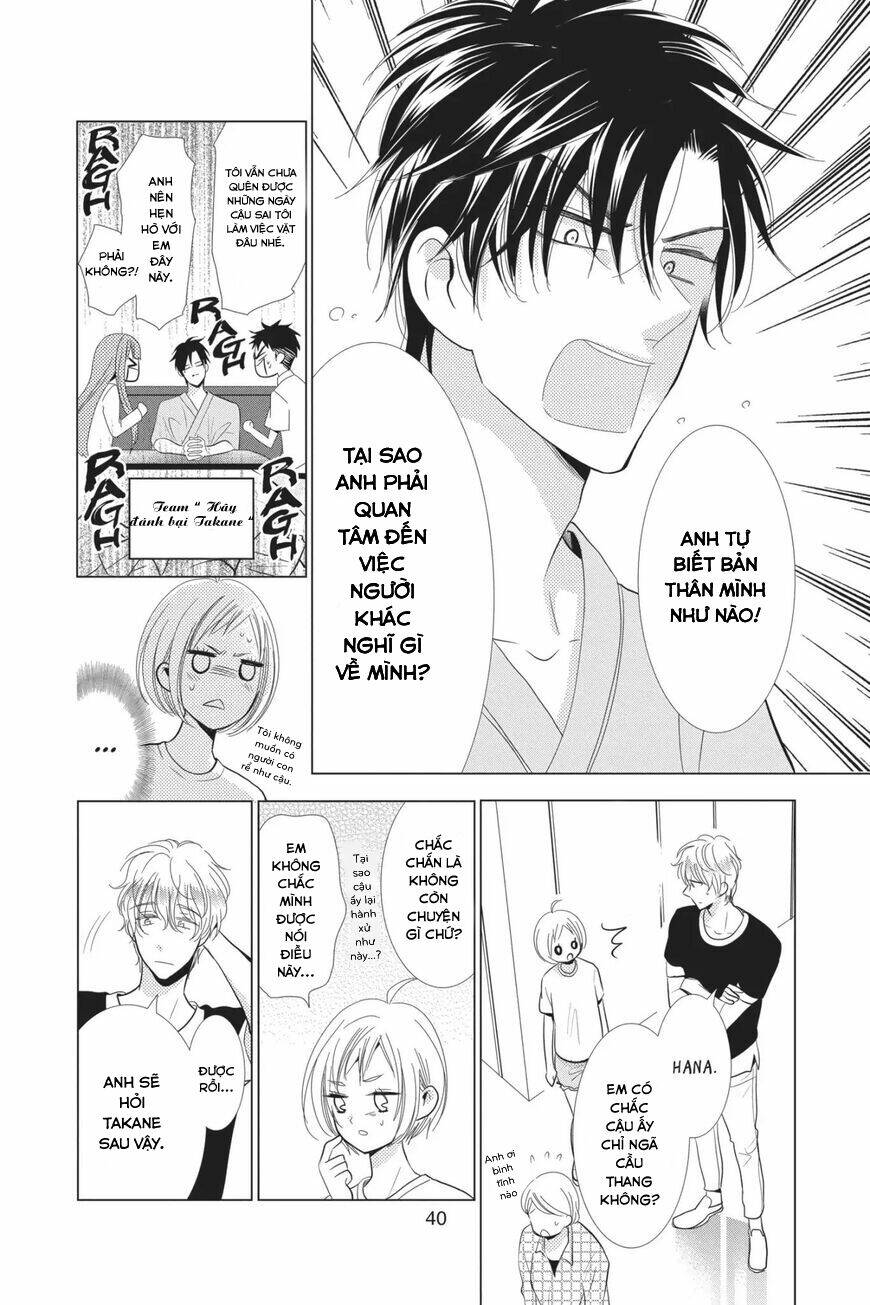 ANH TỰ
BIẾT BẢN
THÂN MÌNH
NHƯ NÀO!
TẠI SAO
ANH PHẢI
QUAN
TÂM ĐẾN
VIỆC
NGƯỜI
KHÁC
NGHĨ GÌ
VỀ MÌNH?
TÔI VẪN CHƯA
QUÊN ĐƯỢC
NHỮNG NGÀY
CẬU SAI TÔI
LÀM VIỆC VẶT
ĐÂU NHÉ.
ANH
NÊN
HẸN
HÒ VỚI
EM
ĐÂY
NÀY.
PHẢI
KHÔNG?!
RAGH
RAGH
RAGH
RAGH
Team " Hãy
đánh bại Takane "
...
Tôi không
muốn có
người con
rể như cậu.
HANA.
EM CÓ
CHẮC
CẬU ẤY
CHỈ NGÃ
CẦU
THANG
KHÔNG?
Anh ơi
bình
tĩnh
nào
CHẮC
CHẮN LÀ
KHÔNG
CÒN
CHUYỆN
GÌ CHỨ?
Tại
sao
cậu
ấy lại
hành
xử
như
này...?
EM
KHÔNG
CHẮC
MÌNH
ĐƯỢC
NÓI
ĐIỀU
NÀY...
ĐƯỢC
RỒI...
ANH SẼ
HỎI
TAKANE
SAU VẬY.
40